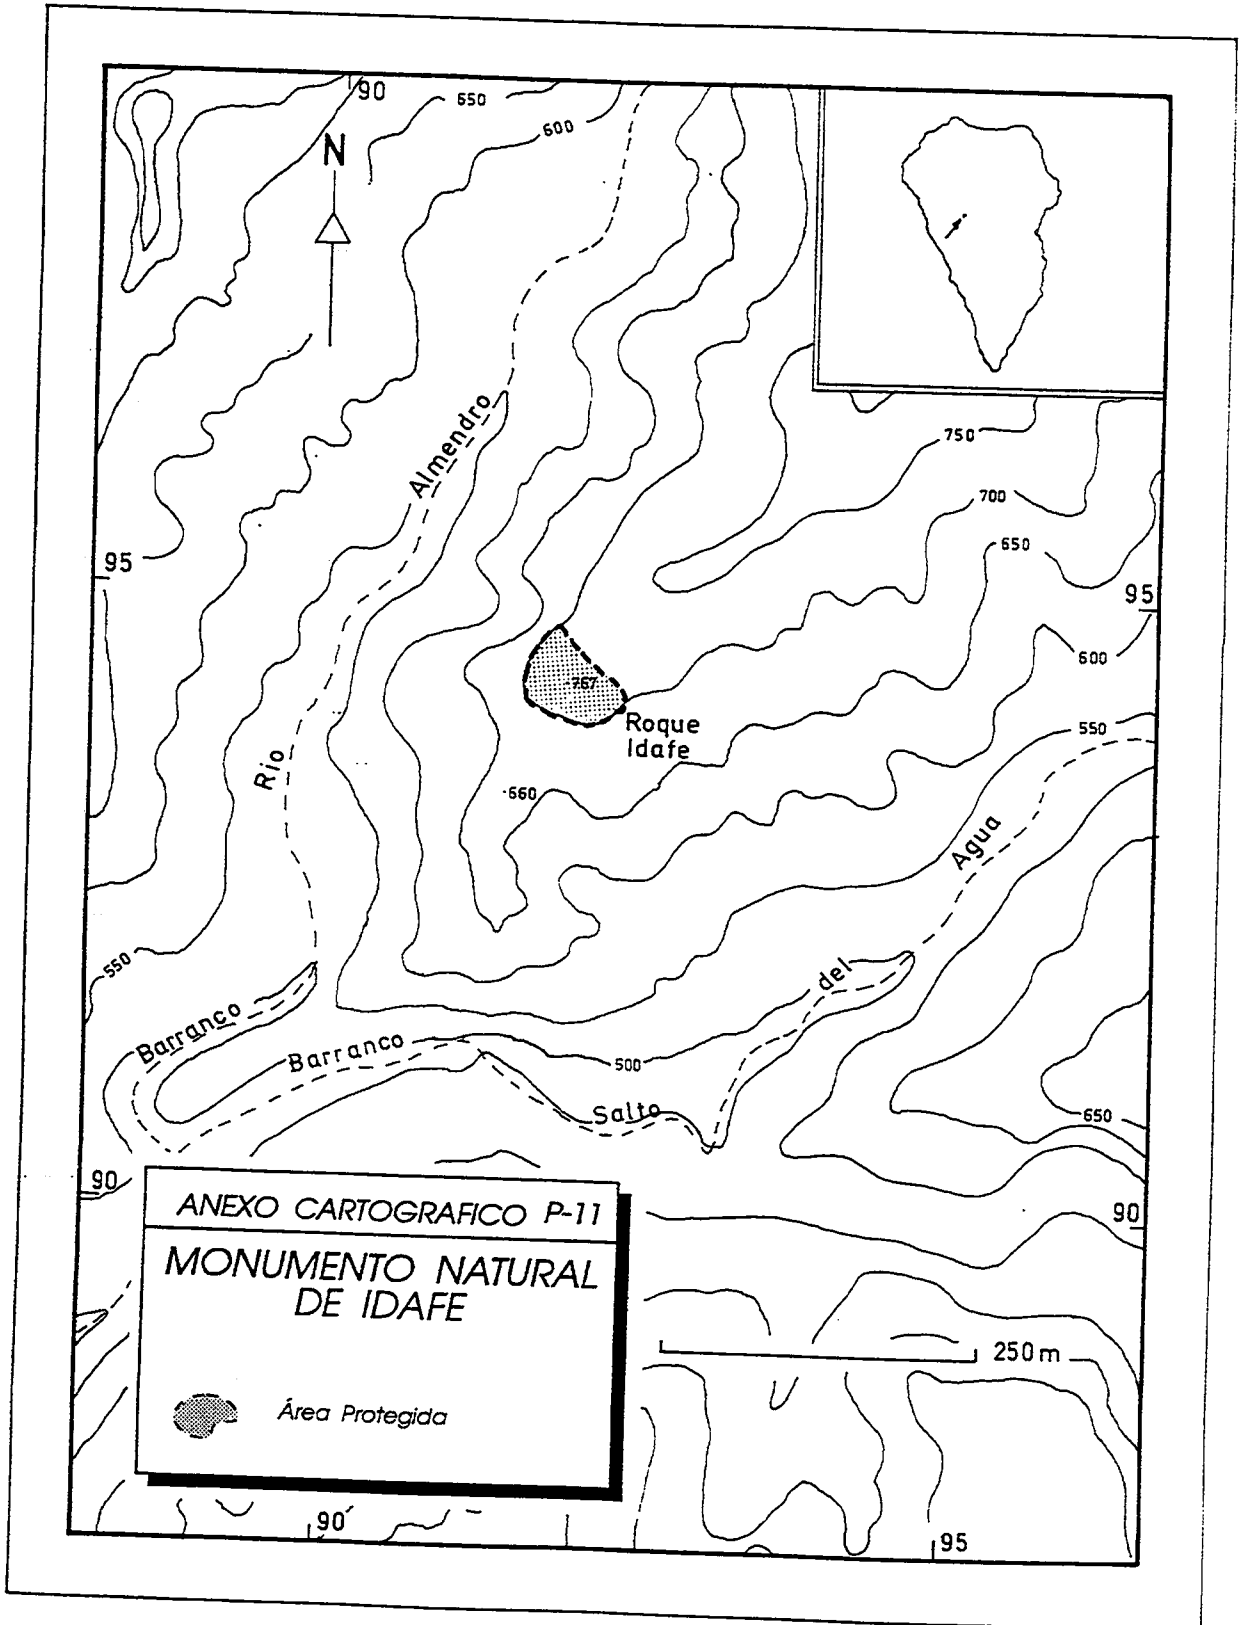 90
650
600
N
Almendro
750
700
650
95
95
600
·767
Roque
Idafe
550
Rio
·660
Agua
550
del
Barranco
Barranco
500
Salto
650
90
90
ANEXO CARTOGRAFICO P-11
MONUMENTO NATURAL
DE IDAFE
250 m
Área Protegida
90
95